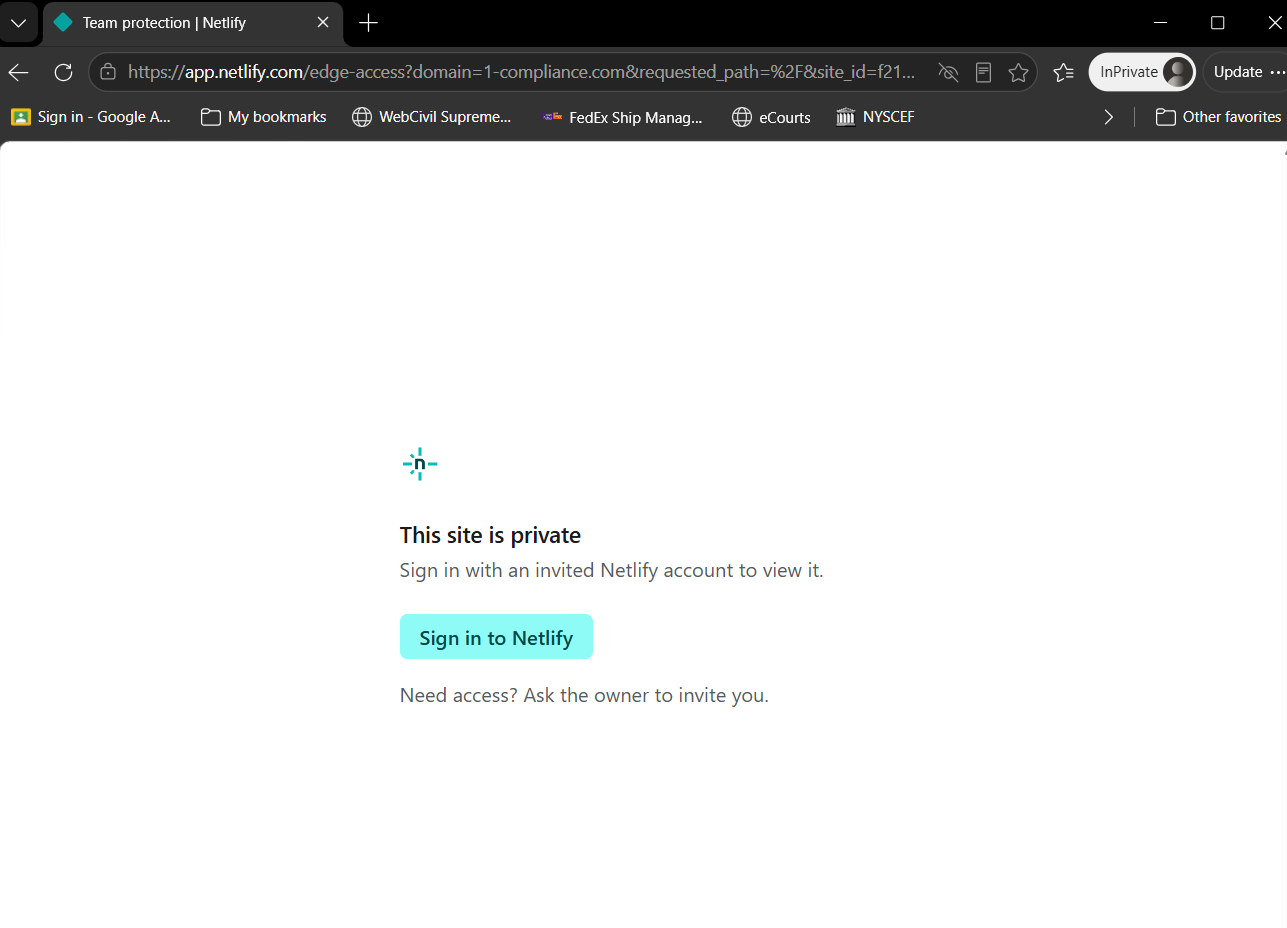 Team protection | Netlify
https://app.netlify.com/edge-access?domain=1-compliance.com&requested_path=%2F&site_id=f21...
InPrivate
Update
Sign in - Google A...
My bookmarks
WebCivil Supreme...
FedEx Ship Manag...
eCourts
NYSCEF
Other favorites
n
This site is private
Sign in with an invited Netlify account to view it.
Sign in to Netlify
Need access? Ask the owner to invite you.